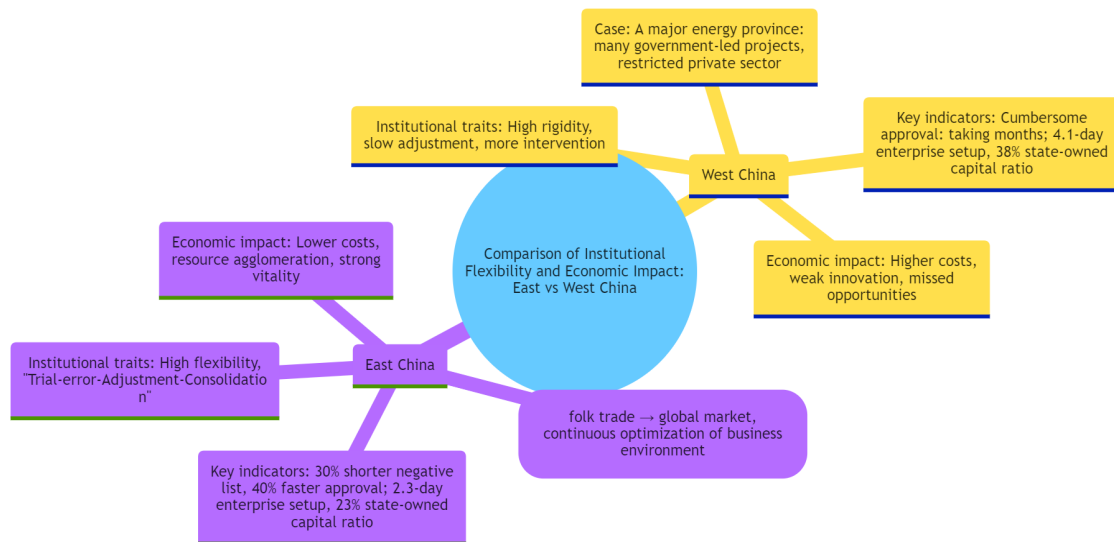 Case: A major energy province:
many government-led projects,
restricted private sector
Institutional traits: High rigidity,
slow adjustment, more intervention
Key indicators: Cumbersome
approval: taking months; 4.1-day
enterprise setup, 38% state-owned
capital ratio
West China
Economic impact: Higher costs,
weak innovation, missed
opportunities
Comparison of Institutional
Flexibility and Economic Impact:
East vs West China
Economic impact: Lower costs,
resource agglomeration, strong
vitality
Institutional traits: High flexibility,
"Trial-error-Adjustment-Consolidatio
n"
East China
folk trade → global market,
continuous optimization of business
environment
Key indicators: 30% shorter negative
list, 40% faster approval; 2.3-day
enterprise setup, 23% state-owned
capital ratio